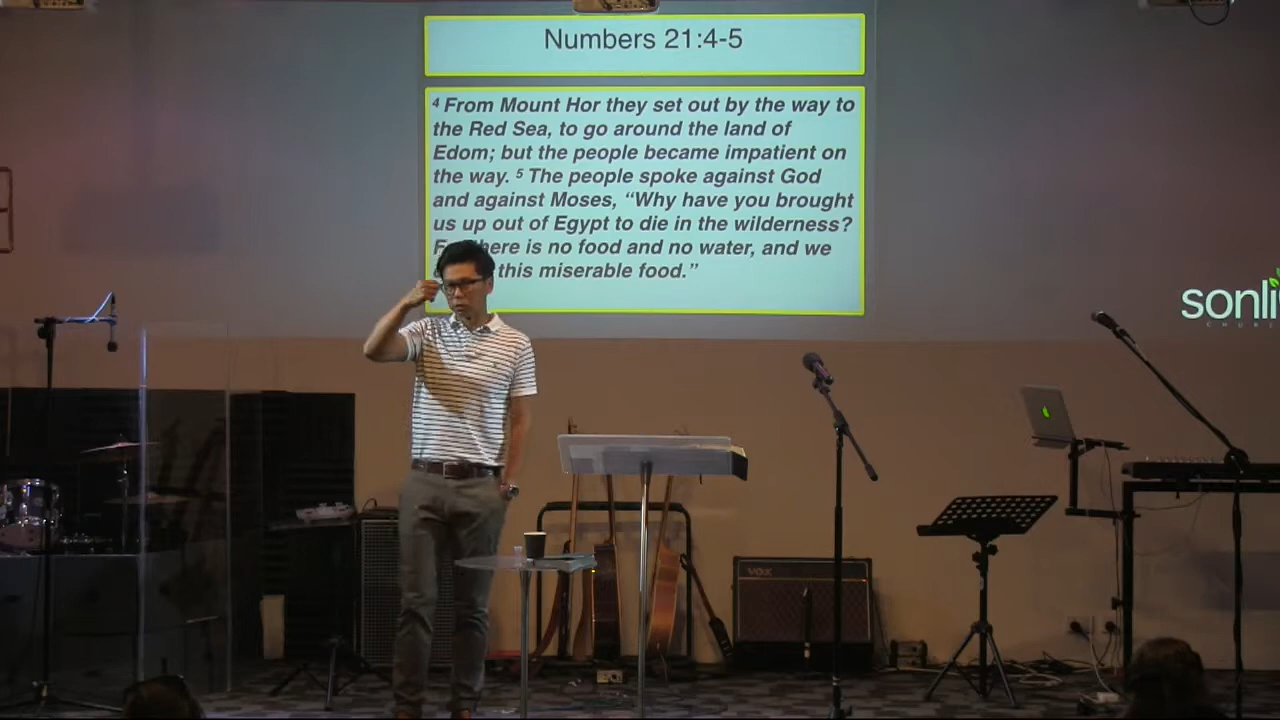 Numbers 21:4-5
4 From Mount Hor they set out by the way to
the Red Sea, to go around the land of
Edom; but the people became impatient on
the way. 5 The people spoke against God
and against Moses, “Why have you brought
us up out of Egypt to die in the wilderness?
there is no food and no water, and we
this miserable food.”
VOX